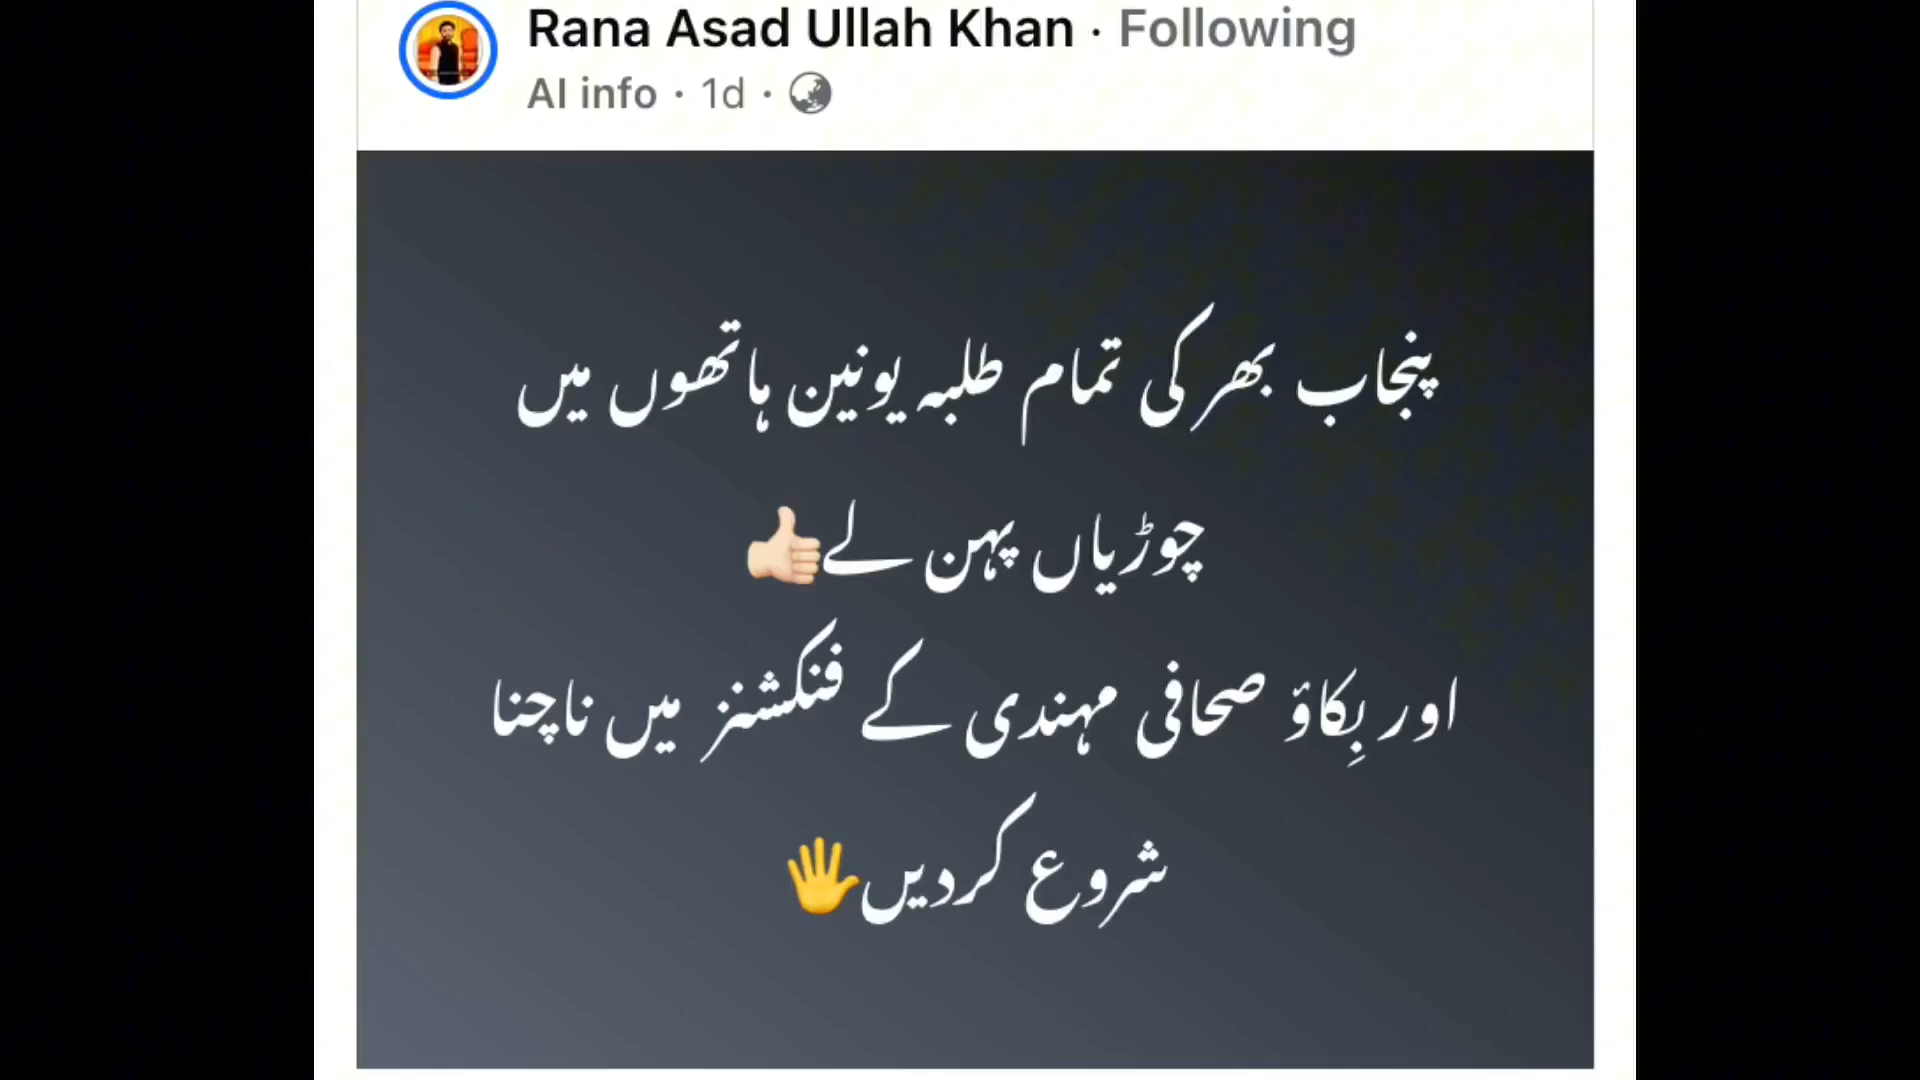 Rana Asad Ullah Khan · Following
AI info · 1d ·
پنجاب بھر کی تمام طلبہ یونین ہاتھوں میں
چوڑیاں پہن لے👍🏻
اور بِکاؤ صحافی مہندی کے فنکشنز میں ناچنا
شروع کردیں🖐